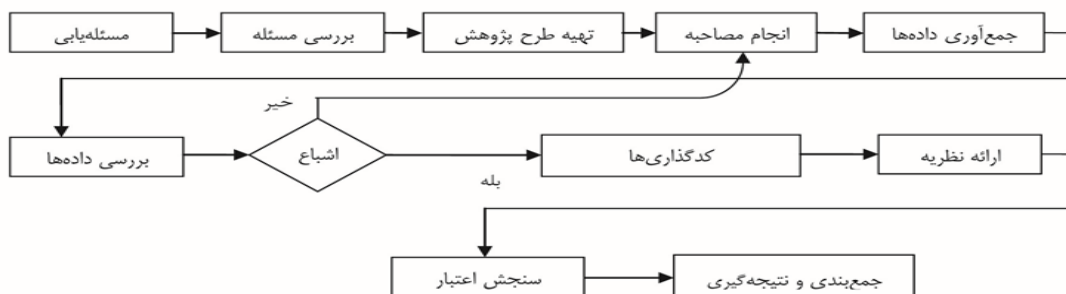 مسئله‌یابی
بررسی مسئله
تهیه طرح پژوهش
انجام مصاحبه
جمع‌آوری داده‌ها
خیر
بررسی داده‌ها
اشباع
بله
کدگذاری‌ها
ارائه نظریه
سنجش اعتبار
جمع‌بندی و نتیجه‌گیری